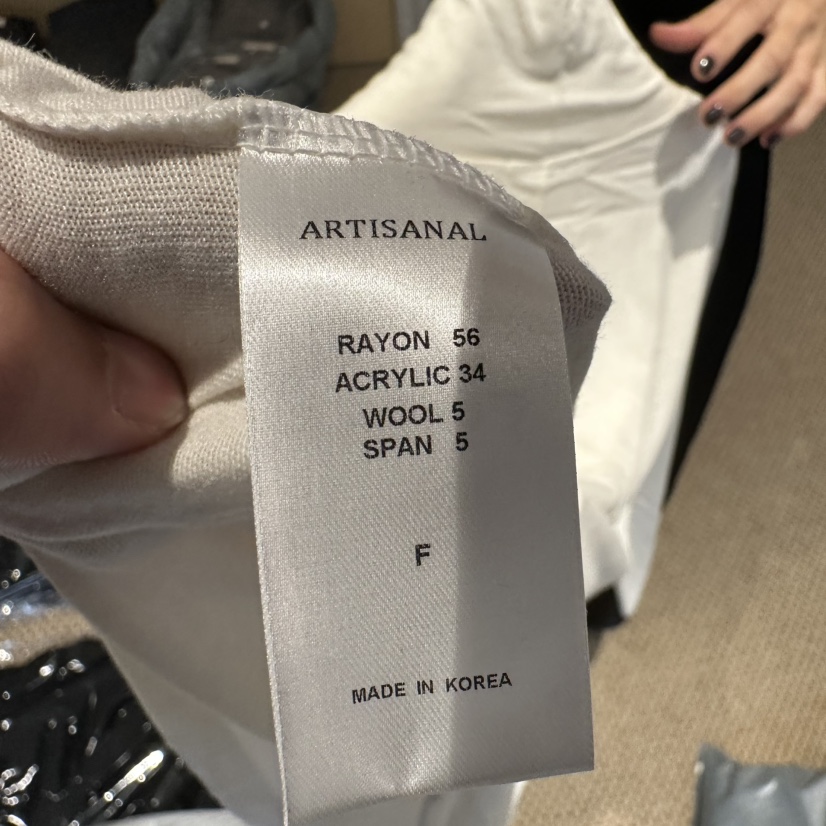 ARTISANAL
RAYON 56
ACRYLIC 34
WOOL 5
SPAN 5
F
MADE IN KOREA